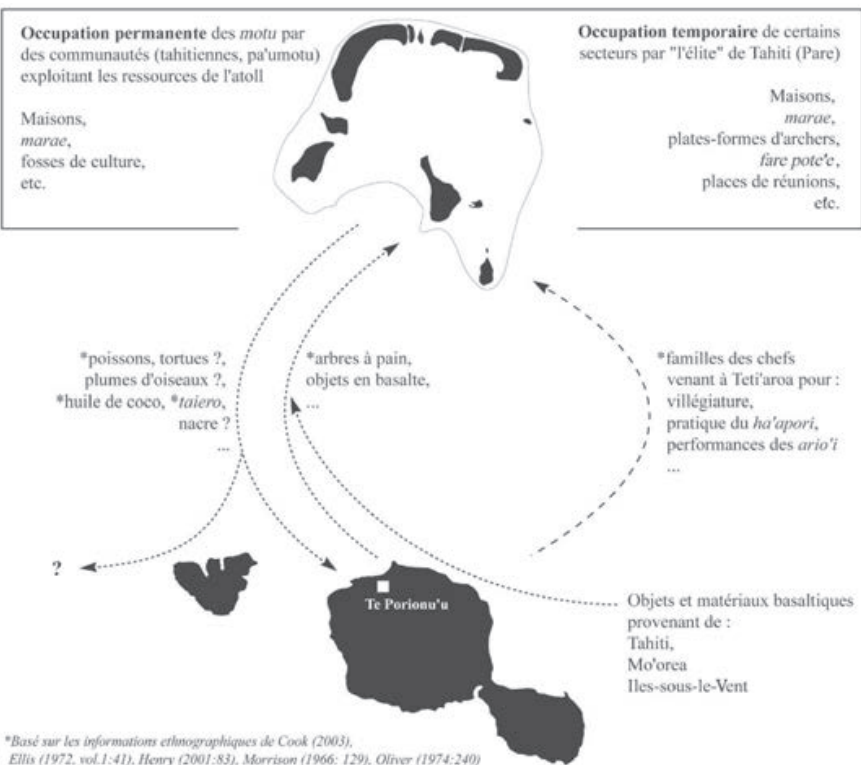 Occupation permanente des motu par
des communautés (tahitiennes, pa'umotu)
exploitant les ressources de l'atoll
Maisons,
marae,
fosses de culture,
etc.
Occupation temporaire de certains
secteurs par "l'élite" de Tahiti (Pare)
Maisons,
marae,
plates-formes d'archers,
fare pote'e,
places de réunions,
etc.
*poissons, tortues ?,
plumes d'oiseaux ?,
*huile de coco, *taiero,
nacre ?
...
*arbres à pain,
objets en basalte,
...
*familles des chefs
venant à Teti'aroa pour :
villégiature,
pratique du ha'apori,
performances des ario'i
...
?
Te Porionu'u
Objets et matériaux basaltiques
provenant de :
Tahiti,
Mo'orea
Iles-sous-le-Vent
*Basé sur les informations ethnographiques de Cook (2003),
Ellis (1972, vol.1:41), Henry (2001:83), Morrison (1966: 129), Oliver (1974:240)